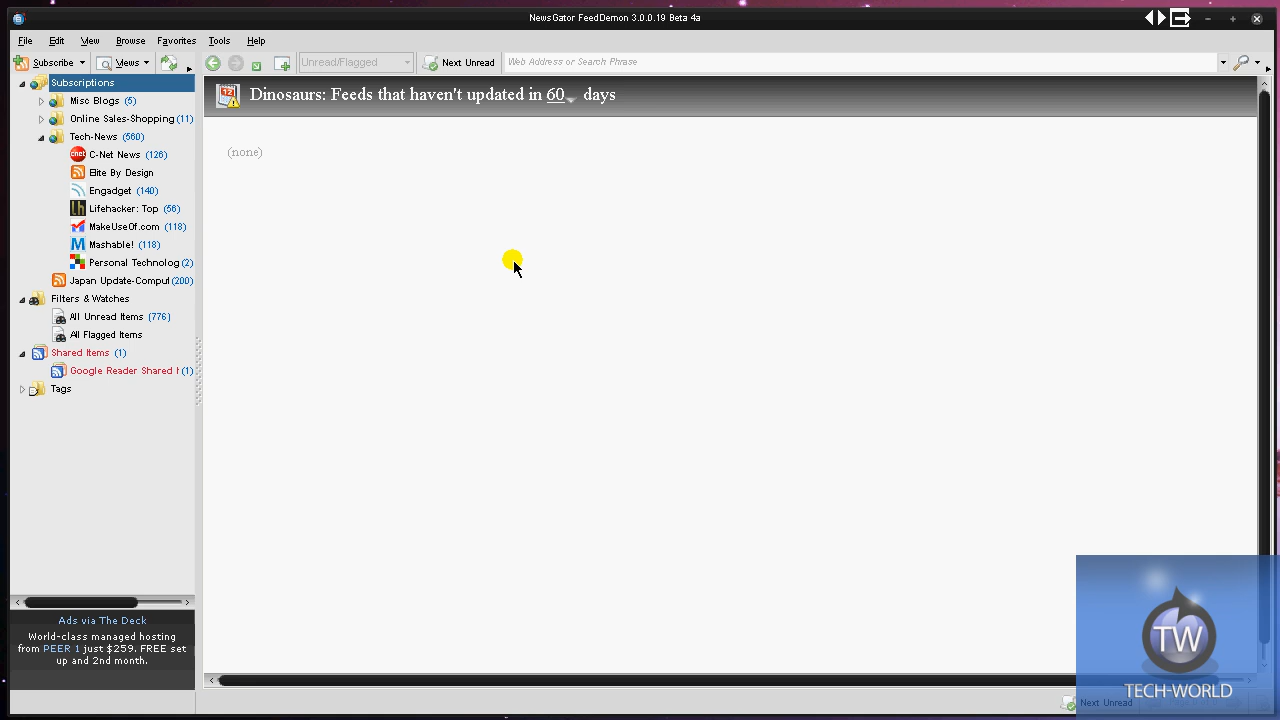 NewsGator FeedDemon 3.0.0.19 Beta 4a
File Edit View Browse Favorites Tools Help
Subscribe Views Unread/Flagged Next Unread Web Address or Search Phrase
Subscriptions
Misc Blogs (5)
Online Sales-Shopping (11)
Tech-News (560)
C-Net News (126)
Elite By Design
Engadget (140)
Lifehacker: Top (56)
MakeUseOf.com (118)
Mashable! (118)
Personal Technolog (2)
Japan Update-Compul (200)
Filters & Watches
All Unread Items (776)
All Flagged Items
Shared Items (1)
Google Reader Shared I (1)
Tags
Dinosaurs: Feeds that haven't updated in 60 days
(none)
Ads via The Deck
World-class managed hosting
from PEER 1 just $259. FREE set
up and 2nd month.
TW
TECH-WORLD
Next Unread